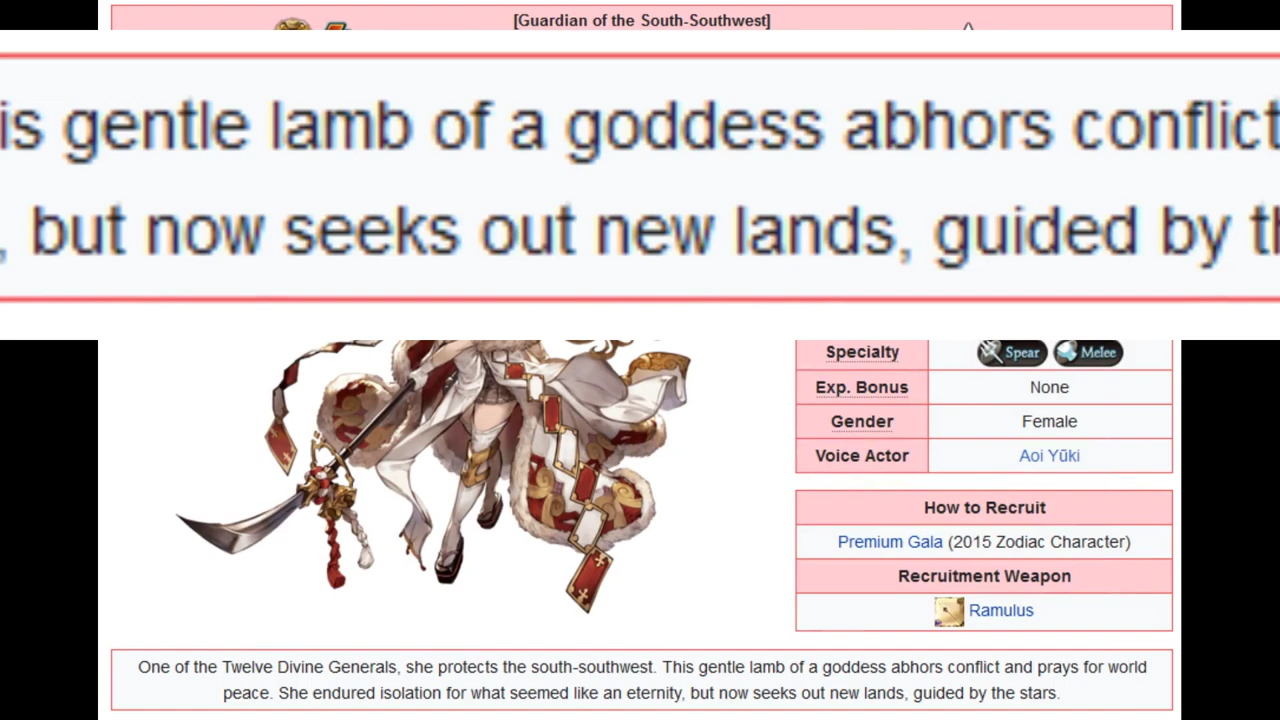 [Guardian of the South-Southwest]
is gentle lamb of a goddess abhors conflict
, but now seeks out new lands, guided by th
Specialty Spear Melee
Exp. Bonus None
Gender Female
Voice Actor Aoi Yūki
How to Recruit
Premium Gala (2015 Zodiac Character)
Recruitment Weapon
Ramulus
One of the Twelve Divine Generals, she protects the south-southwest. This gentle lamb of a goddess abhors conflict and prays for world
peace. She endured isolation for what seemed like an eternity, but now seeks out new lands, guided by the stars.